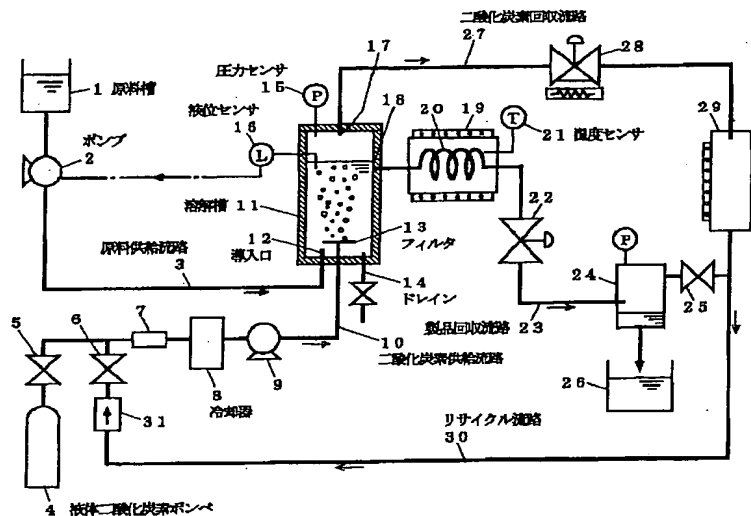 二酸化炭素回収流路
27
28
17
圧力センサ
15
P
18
20
19
T
21 温度センサ
29
1 原料槽
液位センサ
16
L
ポンプ
2
22
溶解槽 11
13
フィルタ
12
導入口
原料供給流路
3
14
ドレイン
P
24
25
23
製品回収流路
5
6
7
10
二酸化炭素供給流路
8
冷却器
9
26
31
リサイクル流路
30
4 液体二酸化炭素ボンベ